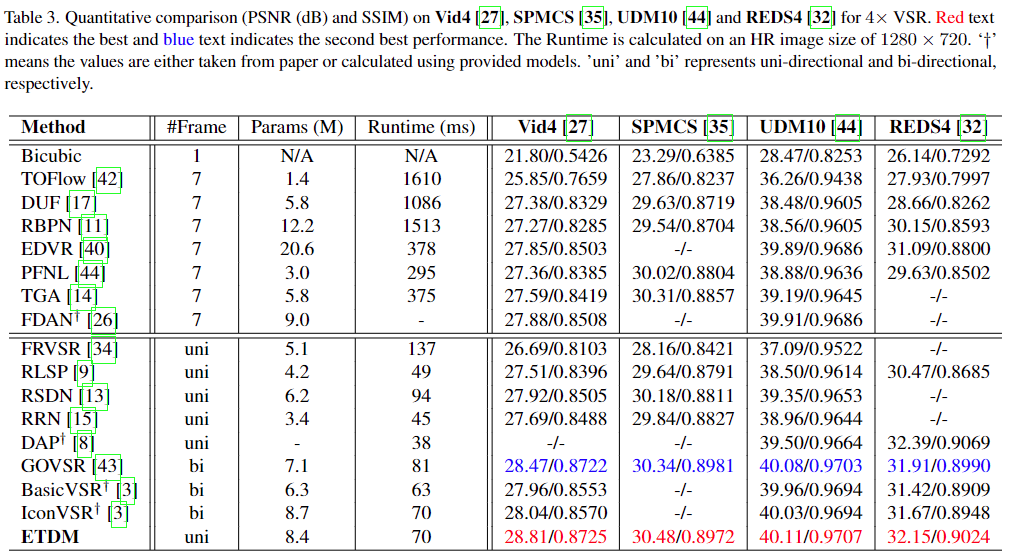 Table 3. Quantitative comparison (PSNR (dB) and SSIM) on Vid4 [27], SPMCS [35], UDM10 [44] and REDS4 [32] for 4× VSR. Red text
indicates the best and blue text indicates the second best performance. The Runtime is calculated on an HR image size of 1280 × 720. ‘†’
means the values are either taken from paper or calculated using provided models. ’uni’ and ’bi’ represents uni-directional and bi-directional,
respectively.
Method #Frame Params (M) Runtime (ms) Vid4 [27] SPMCS [35] UDM10 [44] REDS4 [32]
Bicubic 1 N/A N/A 21.80/0.5426 23.29/0.6385 28.47/0.8253 26.14/0.7292
TOFlow [42] 7 1.4 1610 25.85/0.7659 27.86/0.8237 36.26/0.9438 27.93/0.7997
DUF [17] 7 5.8 1086 27.38/0.8329 29.63/0.8719 38.48/0.9605 28.66/0.8262
RBPN [11] 7 12.2 1513 27.27/0.8285 29.54/0.8704 38.56/0.9605 30.15/0.8593
EDVR [40] 7 20.6 378 27.85/0.8503 -/- 39.89/0.9686 31.09/0.8800
PFNL [44] 7 3.0 295 27.36/0.8385 30.02/0.8804 38.88/0.9636 29.63/0.8502
TGA [14] 7 5.8 375 27.59/0.8419 30.31/0.8857 39.19/0.9645 -/-
FDAN† [26] 7 9.0 - 27.88/0.8508 -/- 39.91/0.9686 -/-
FRVSR [34] uni 5.1 137 26.69/0.8103 28.16/0.8421 37.09/0.9522 -/-
RLSP [9] uni 4.2 49 27.51/0.8396 29.64/0.8791 38.50/0.9614 30.47/0.8685
RSDN [13] uni 6.2 94 27.92/0.8505 30.18/0.8811 39.35/0.9653 -/-
RRN [15] uni 3.4 45 27.69/0.8488 29.84/0.8827 38.96/0.9644 -/-
DAP† [8] uni - 38 -/- -/- 39.50/0.9664 32.39/0.9069
GOVSR [43] bi 7.1 81 28.47/0.8722 30.34/0.8981 40.08/0.9703 31.91/0.8990
BasicVSR† [3] bi 6.3 63 27.96/0.8553 -/- 39.96/0.9694 31.42/0.8909
IconVSR† [3] bi 8.7 70 28.04/0.8570 -/- 40.03/0.9694 31.67/0.8948
ETDM uni 8.4 70 28.81/0.8725 30.48/0.8972 40.11/0.9707 32.15/0.9024